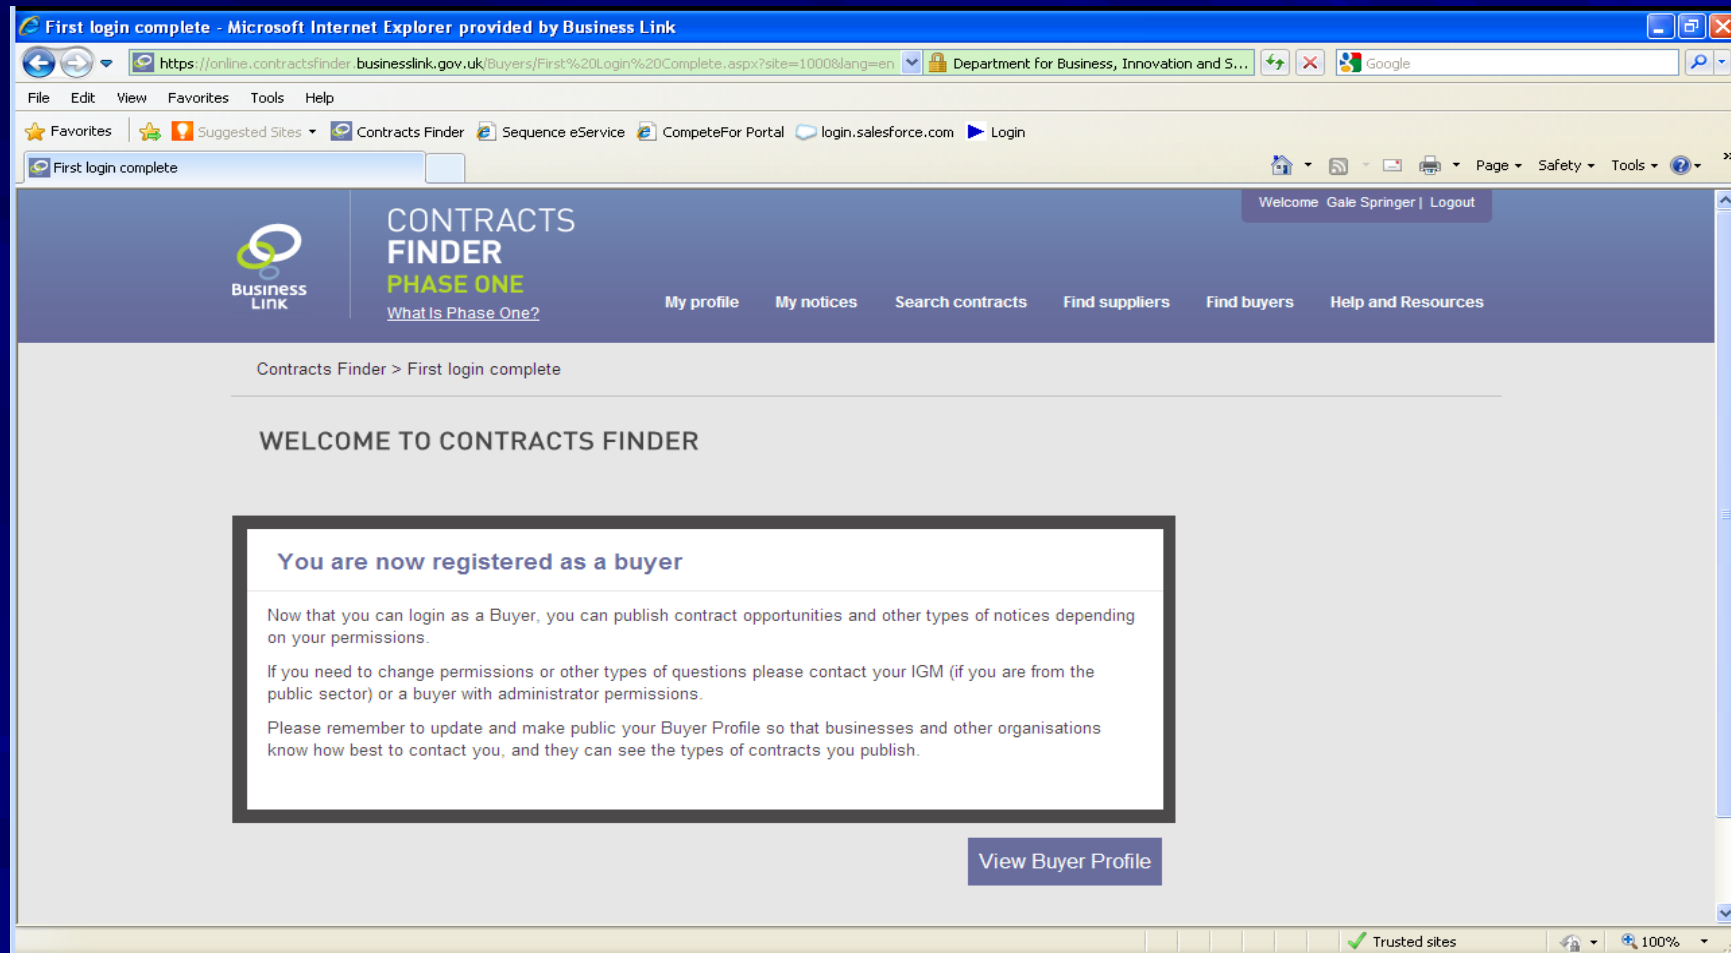 First login complete - Microsoft Internet Explorer provided by Business Link
https://online.contractsfinder.businesslink.gov.uk/Buyers/First%20Login%20Complete.aspx?site=1000&lang=en Department for Business, Innovation and S... Google
File Edit View Favorites Tools Help
Favorites Suggested Sites Contracts Finder Sequence eService CompeteFor Portal login.salesforce.com Login
First login complete Page Safety Tools »
Welcome Gale Springer | Logout
Business
Link
CONTRACTS
FINDER
PHASE ONE
What Is Phase One?
My profile My notices Search contracts Find suppliers Find buyers Help and Resources
Contracts Finder > First login complete
WELCOME TO CONTRACTS FINDER
You are now registered as a buyer
Now that you can login as a Buyer, you can publish contract opportunities and other types of notices depending
on your permissions.
If you need to change permissions or other types of questions please contact your IGM (if you are from the
public sector) or a buyer with administrator permissions.
Please remember to update and make public your Buyer Profile so that businesses and other organisations
know how best to contact you, and they can see the types of contracts you publish.
View Buyer Profile
Trusted sites 100%